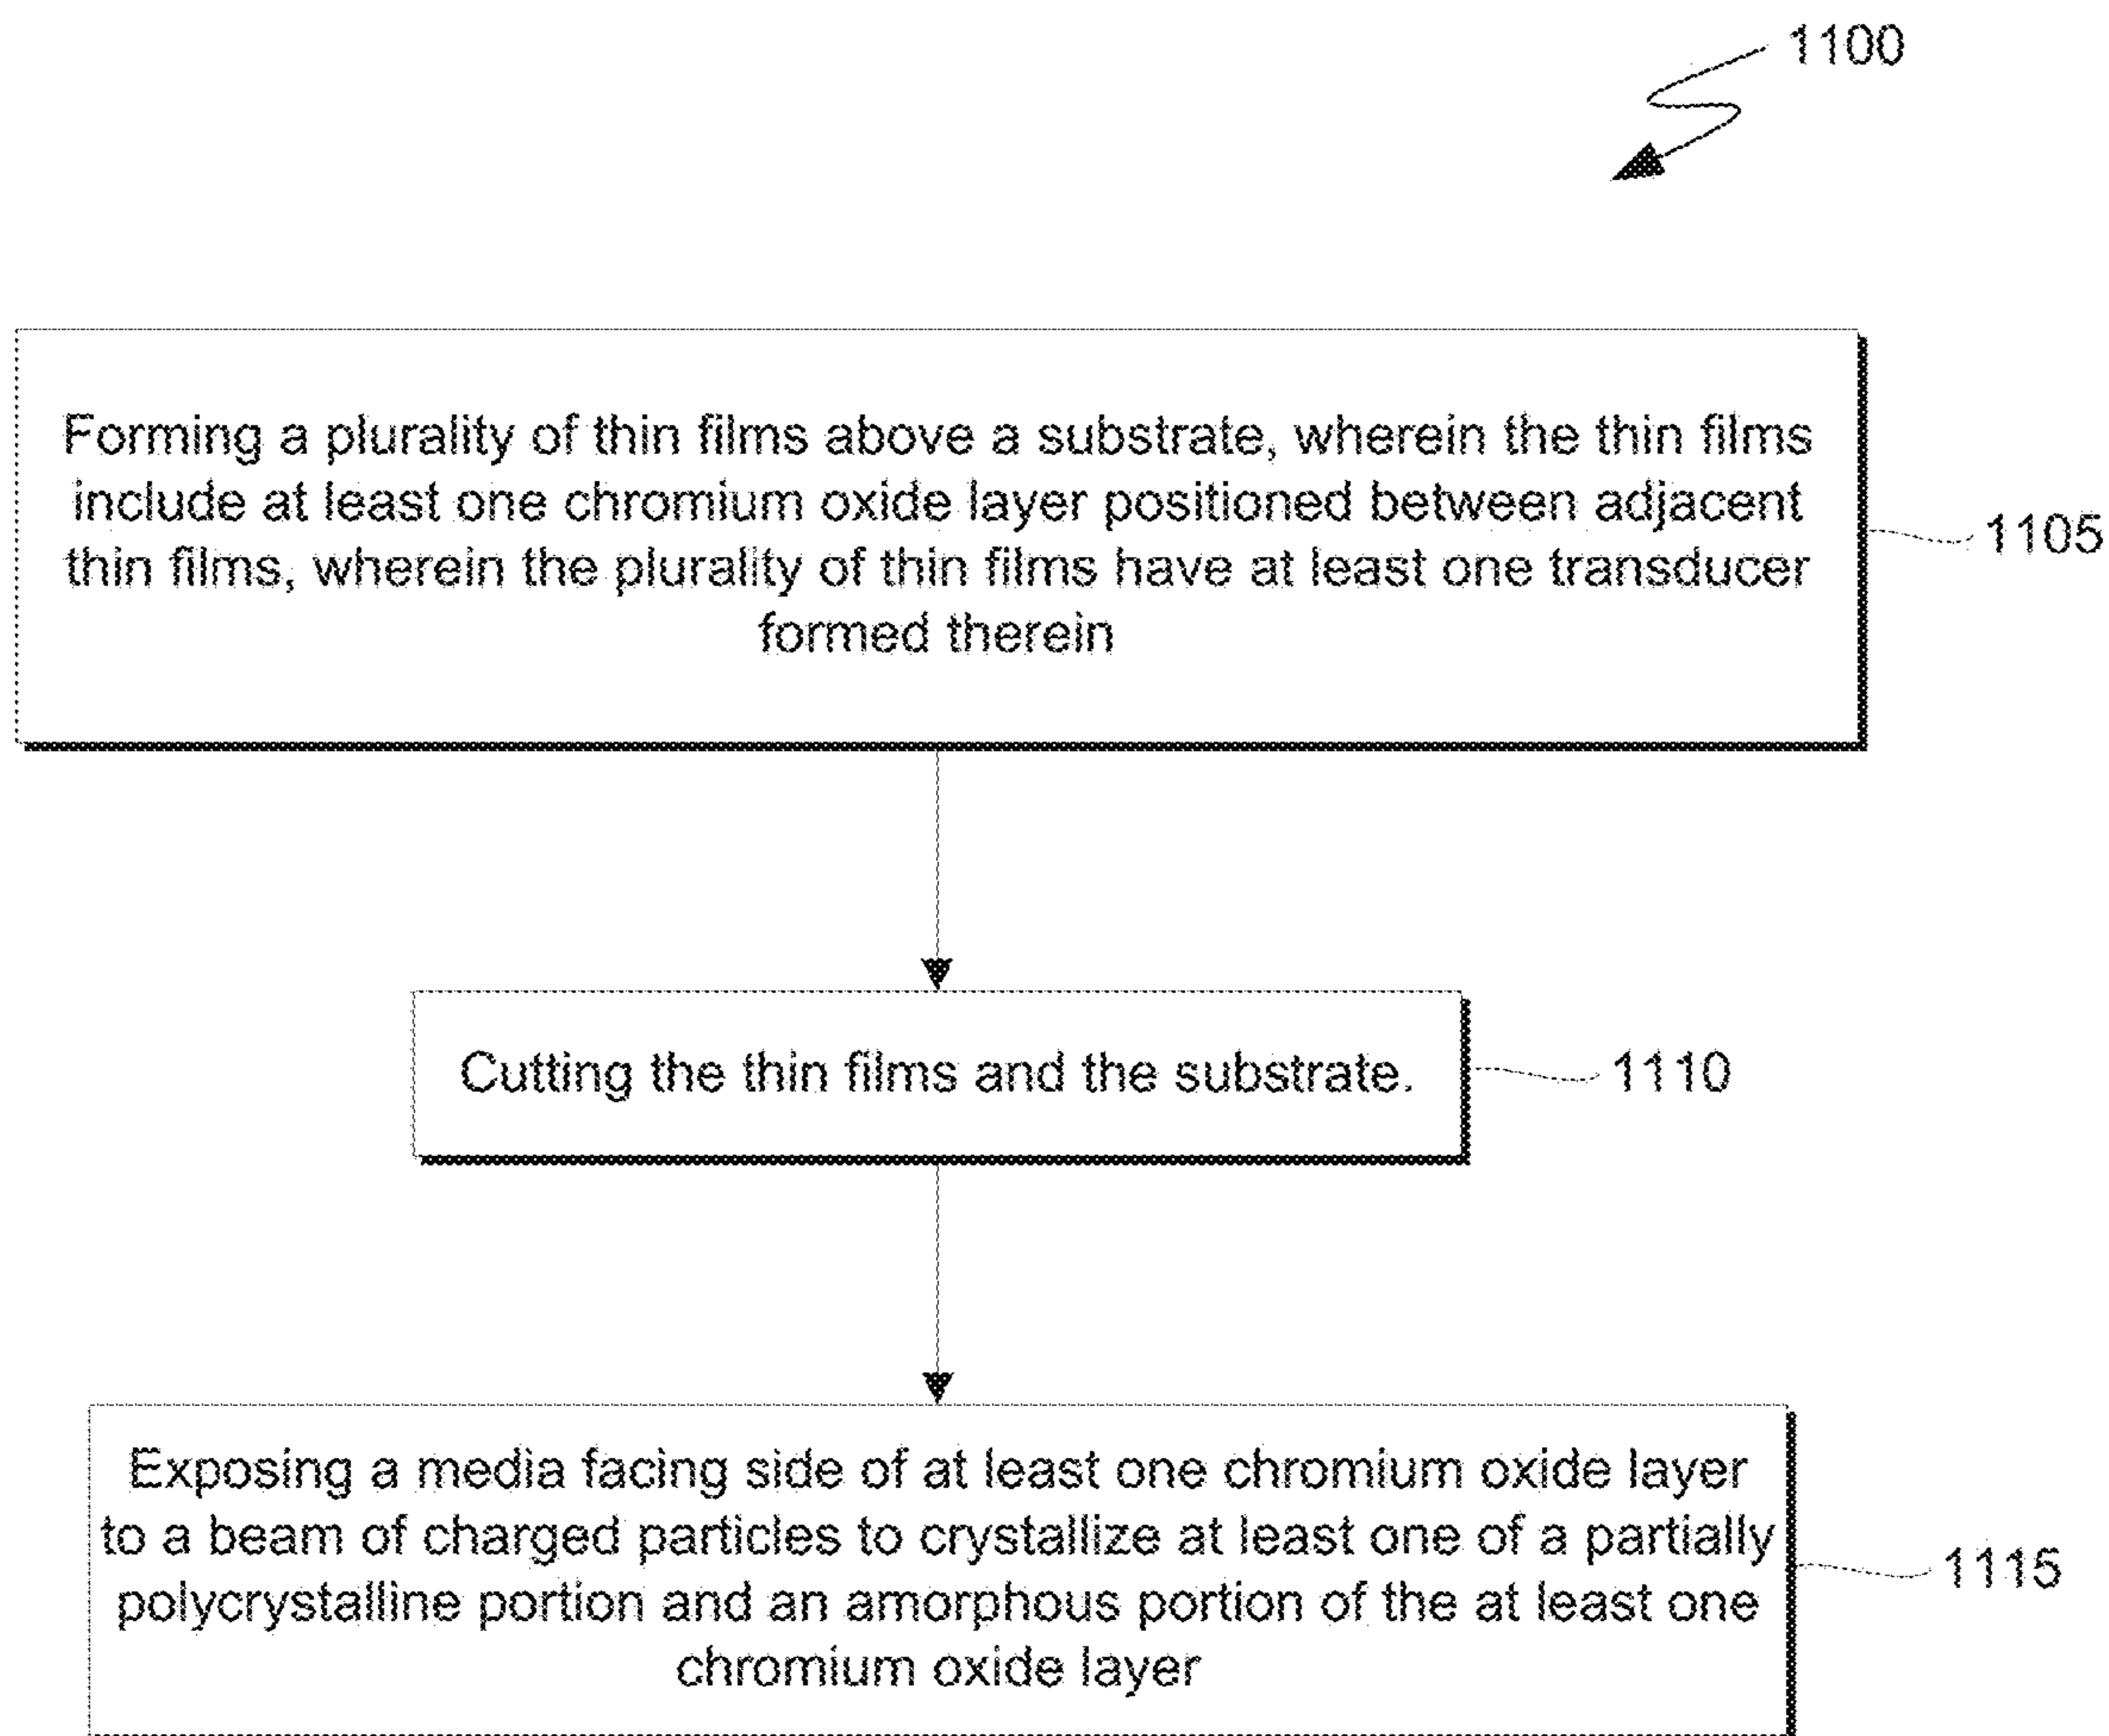 1100
Forming a plurality of thin films above a substrate, wherein the thin films
include at least one chromium oxide layer positioned between adjacent
thin films, wherein the plurality of thin films have at least one transducer
formed therein
1105
Cutting the thin films and the substrate.
1110
Exposing a media facing side of at least one chromium oxide layer
to a beam of charged particles to crystallize at least one of a partially
polycrystalline portion and an amorphous portion of the at least one
chromium oxide layer
1115